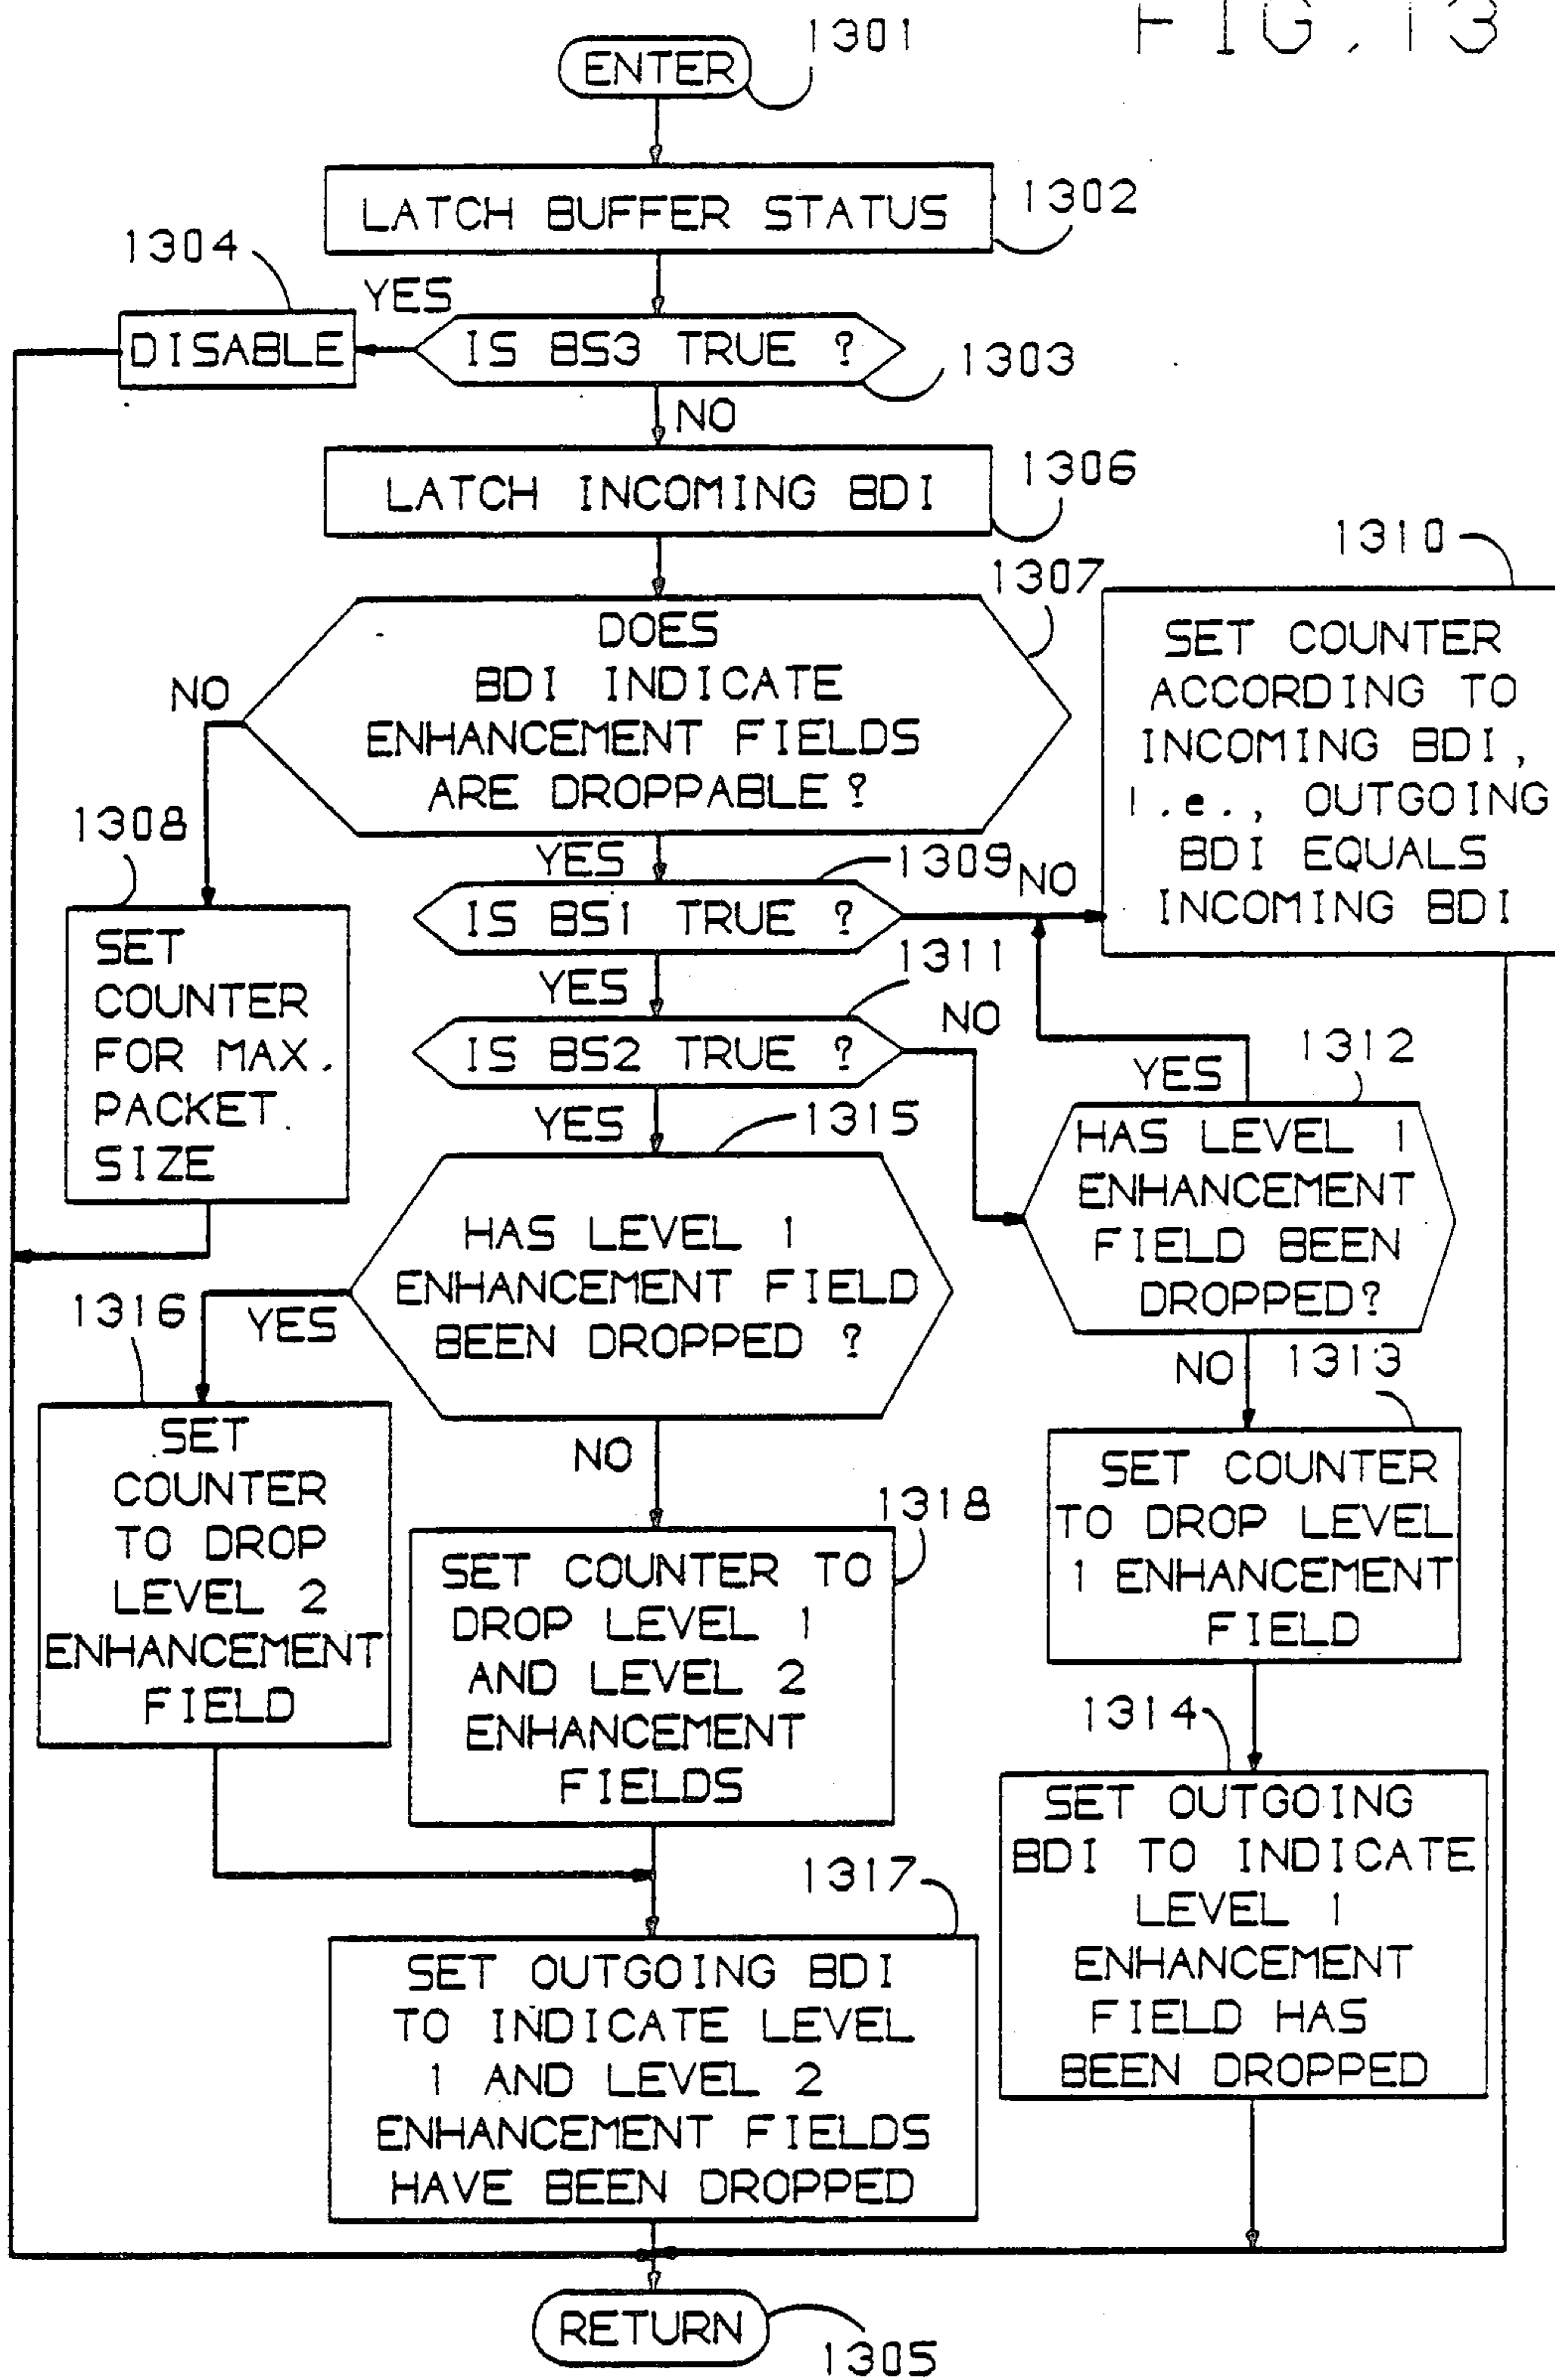 FIG. 13
1301
ENTER
1302
LATCH BUFFER STATUS
1304
YES
DISABLE
IS BS3 TRUE ?
1303
NO
1306
LATCH INCOMING BDI
1310
1307
DOES
BDI INDICATE
ENHANCEMENT FIELDS
ARE DROPPABLE ?
NO
SET COUNTER
ACCORDING TO
INCOMING BDI,
I.e., OUTGOING
BDI EQUALS
INCOMING BDI
1308
YES
1309
NO
IS BS1 TRUE ?
SET
COUNTER
FOR MAX.
PACKET
SIZE
YES
1311
NO
IS BS2 TRUE ?
1312
YES
YES
1315
HAS LEVEL 1
ENHANCEMENT
FIELD BEEN
DROPPED?
HAS LEVEL 1
ENHANCEMENT FIELD
BEEN DROPPED ?
1316
YES
NO
1313
SET
COUNTER
TO DROP
LEVEL 2
ENHANCEMENT
FIELD
NO
1318
SET COUNTER
TO DROP LEVEL
1 ENHANCEMENT
FIELD
SET COUNTER TO
DROP LEVEL 1
AND LEVEL 2
ENHANCEMENT
FIELDS
1314
1317
SET OUTGOING
BDI TO INDICATE
LEVEL 1
ENHANCEMENT
FIELD HAS
BEEN DROPPED
SET OUTGOING BDI
TO INDICATE LEVEL
1 AND LEVEL 2
ENHANCEMENT FIELDS
HAVE BEEN DROPPED
RETURN
1305